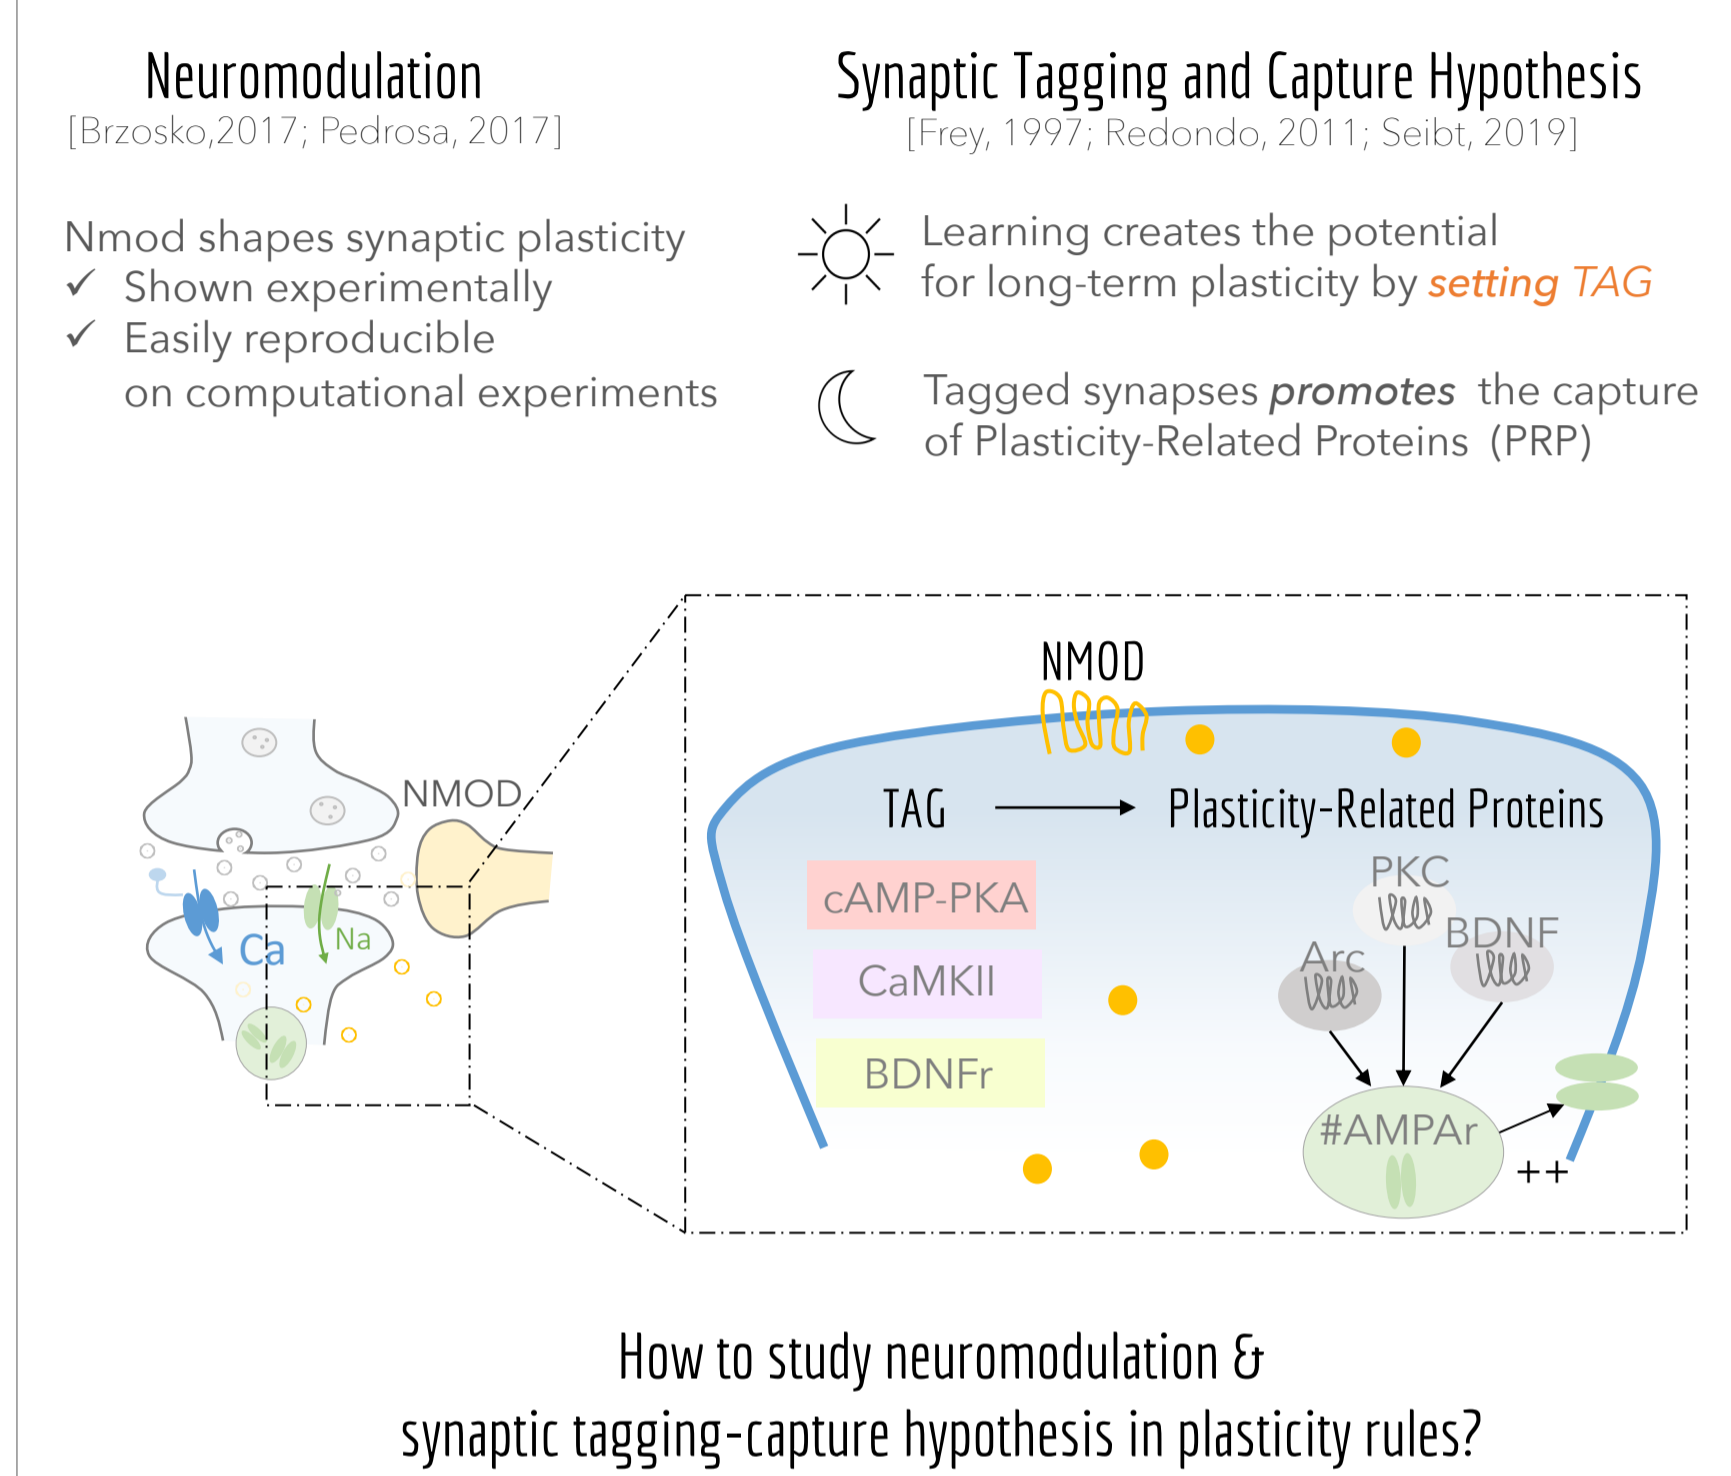 Neuromodulation
[Brzosko,2017; Pedrosa, 2017]
Nmod shapes synaptic plasticity
✓ Shown experimentally
✓ Easily reproducible
on computational experiments
Synaptic Tagging and Capture Hypothesis
[Frey, 1997; Redondo, 2011; Seibt, 2019]
Learning creates the potential
for long-term plasticity by setting TAG
Tagged synapses promotes the capture
of Plasticity-Related Proteins (PRP)
NMOD
Ca
Na
NMOD
TAG
Plasticity-Related Proteins
cAMP-PKA
CaMKII
BDNFr
PKC
BDNF
Arc
#AMPAr
++
How to study neuromodulation &
synaptic tagging-capture hypothesis in plasticity rules?